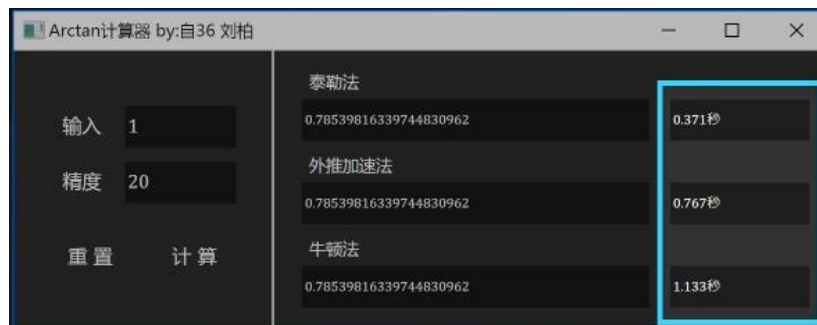 Arctan计算器 by:自36 刘柏
泰勒法
输入 1
0.78539816339744830962
0.371秒
外推加速法
精度 20
0.78539816339744830962
0.767秒
重置 计算
牛顿法
0.78539816339744830962
1.133秒